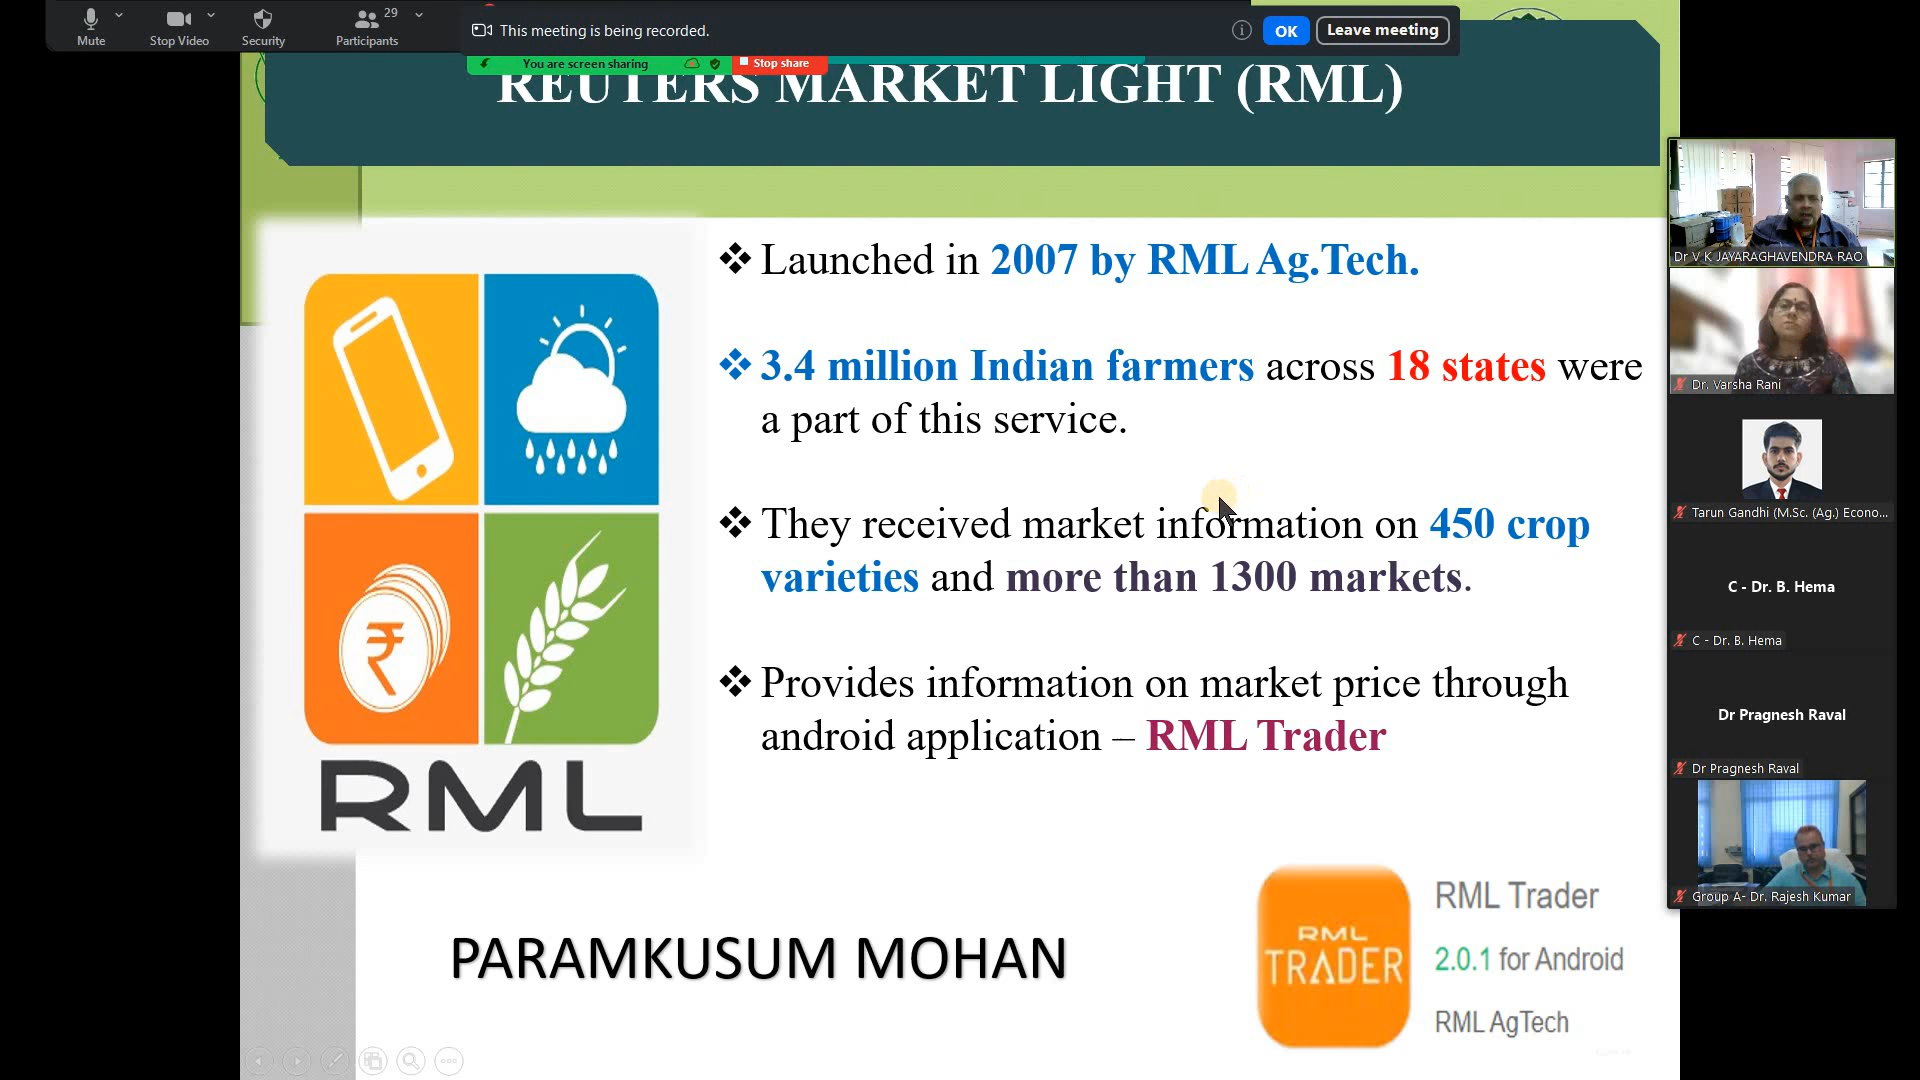 Mute
Stop Video
Security
29
Participants
This meeting is being recorded.
OK
Leave meeting
You are screen sharing
Stop share
REUTERS MARKET LIGHT (RML)
❖ Launched in 2007 by RML Ag.Tech.
❖ 3.4 million Indian farmers across 18 states were
a part of this service.
❖ They received market information on 450 crop
varieties and more than 1300 markets.
❖ Provides information on market price through
android application – RML Trader
₹
RML
PARAMKUSUM MOHAN
RML
TRADER
RML Trader
2.0.1 for Android
RML AgTech
Dr V K JAYARAGHAVENDRA RAO
Dr. Varsha Rani
Tarun Gandhi (M.Sc. (Ag.) Econo...
C - Dr. B. Hema
C - Dr. B. Hema
Dr Pragnesh Raval
Dr Pragnesh Raval
Group A- Dr. Rajesh Kumar